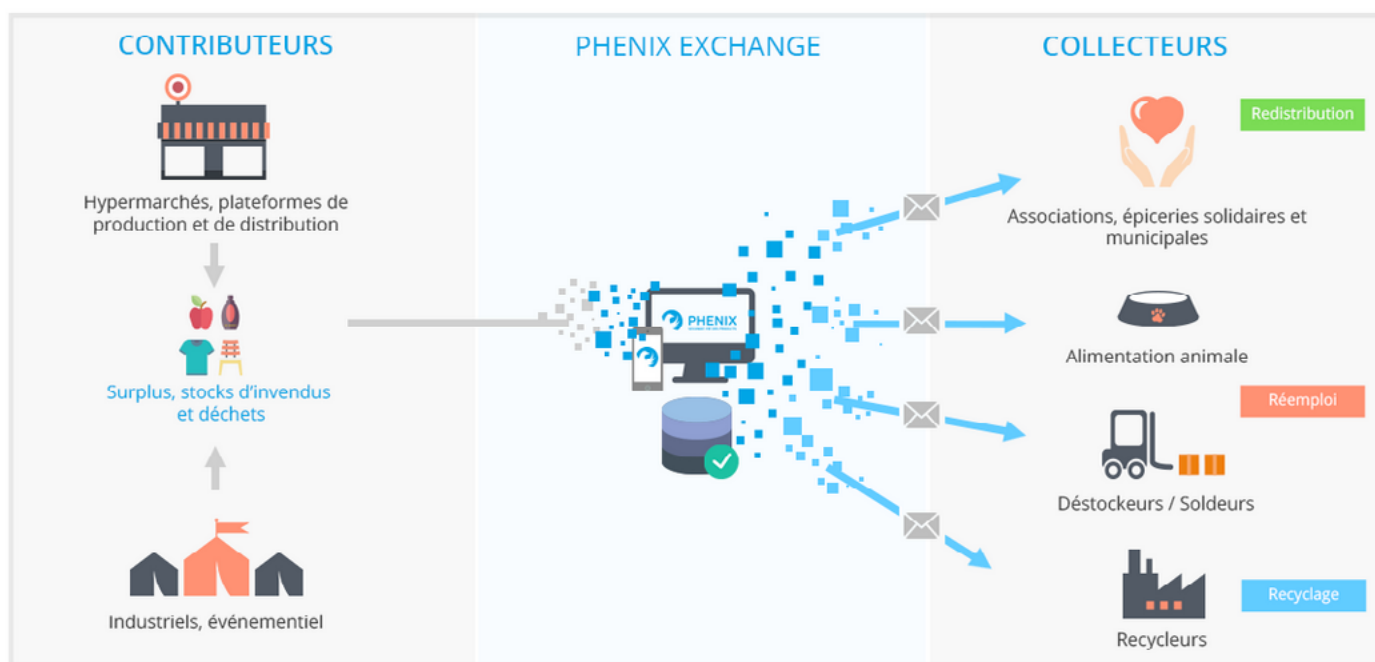 CONTRIBUTEURS
Hypermarchés, plateformes de
production et de distribution
Surplus, stocks d'invendus
et déchets
Industriels, événementiel
PHENIX EXCHANGE
PHENIX
COLLECTEURS
Redistribution
Associations, épiceries solidaires et
municipales
Alimentation animale
Réemploi
Déstockeurs / Soldeurs
Recyclage
Recycleurs